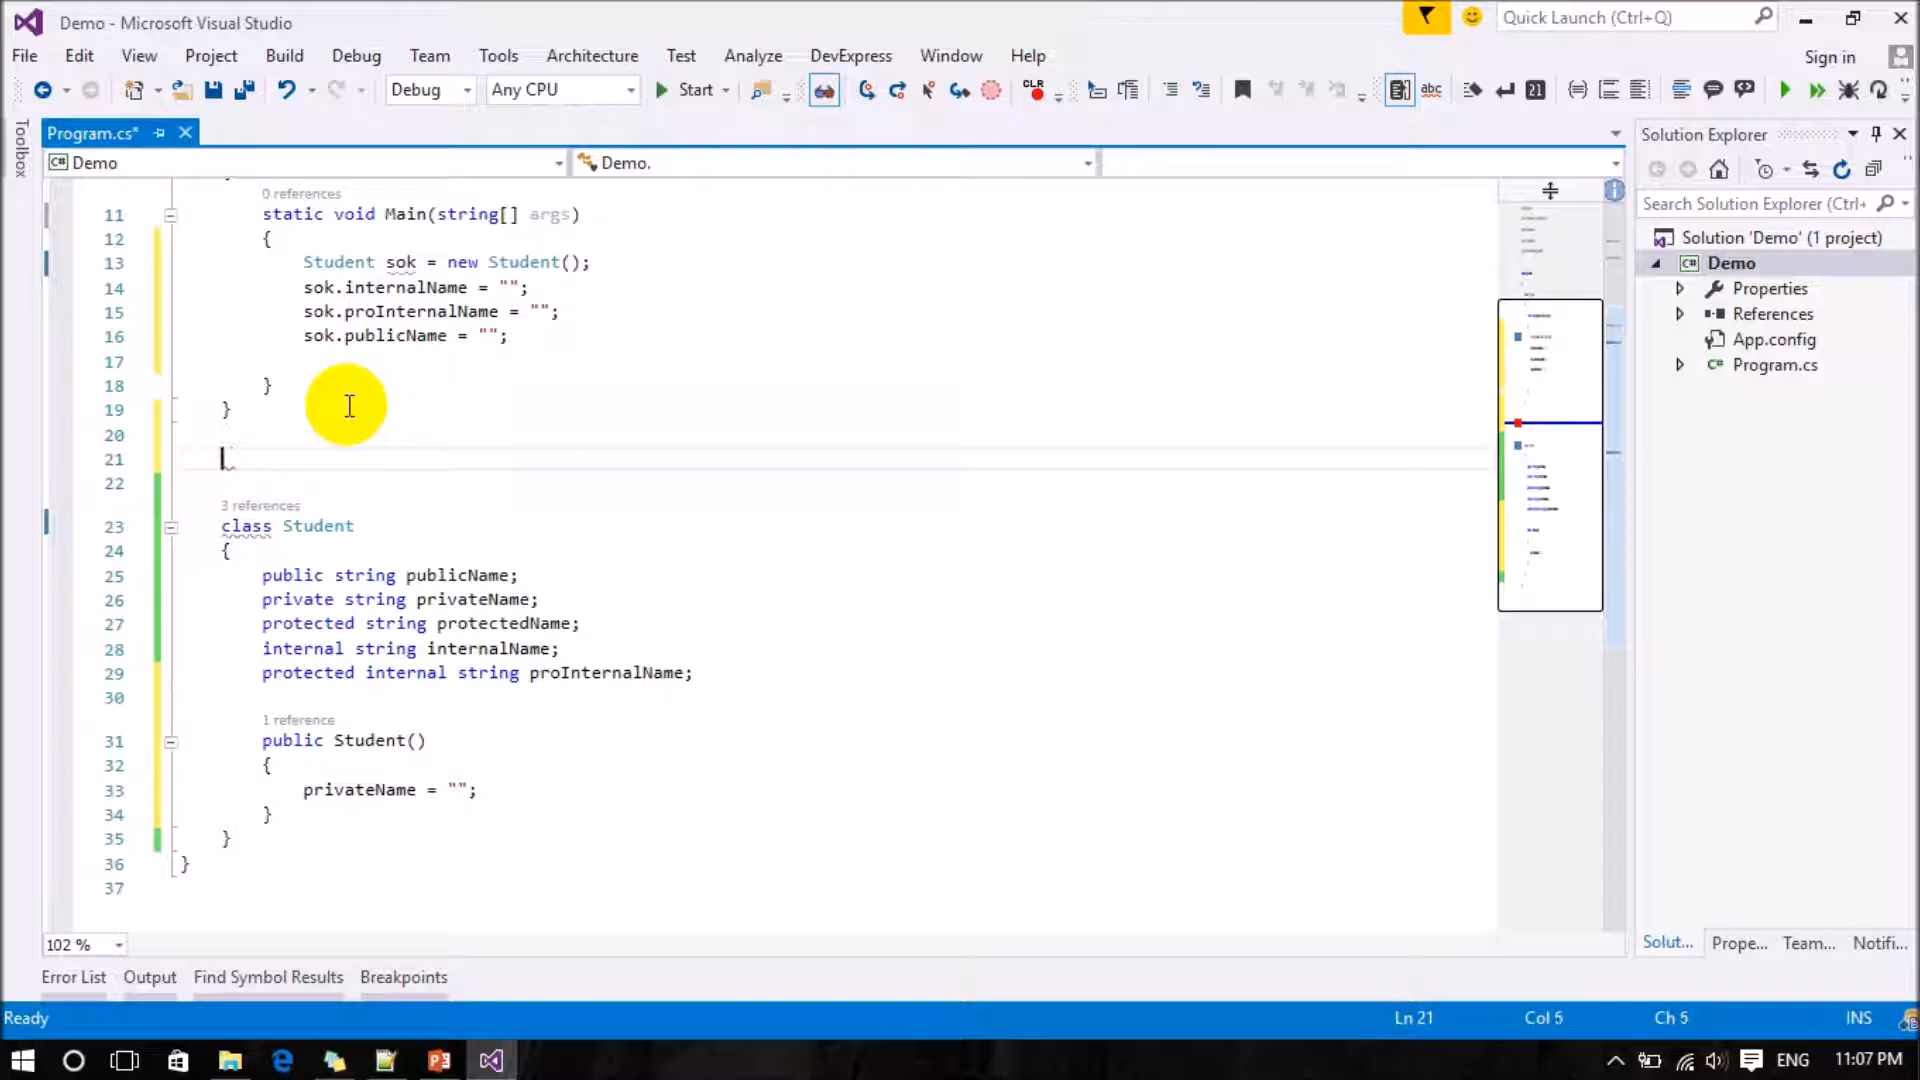 Demo - Microsoft Visual Studio
Quick Launch (Ctrl+Q)
File Edit View Project Build Debug Team Tools Architecture Test Analyze DevExpress Window Help
Sign in
Debug Any CPU Start
Toolbox
Program.cs*
Solution Explorer
Demo
Demo.
Search Solution Explorer (Ctrl+
Solution 'Demo' (1 project)
Demo
Properties
References
App.config
Program.cs
0 references
11 static void Main(string[] args)
12 {
13 Student sok = new Student();
14 sok.internalName = "";
15 sok.proInternalName = "";
16 sok.publicName = "";
17
18 }
19 }
20
21
22
3 references
23 class Student
24 {
25 public string publicName;
26 private string privateName;
27 protected string protectedName;
28 internal string internalName;
29 protected internal string proInternalName;
30
1 reference
31 public Student()
32 {
33 privateName = "";
34 }
35 }
36 }
37
102 %
Solut... Prope... Team... Notifi...
Error List Output Find Symbol Results Breakpoints
Ready Ln 21 Col 5 Ch 5 INS
ENG 11:07 PM